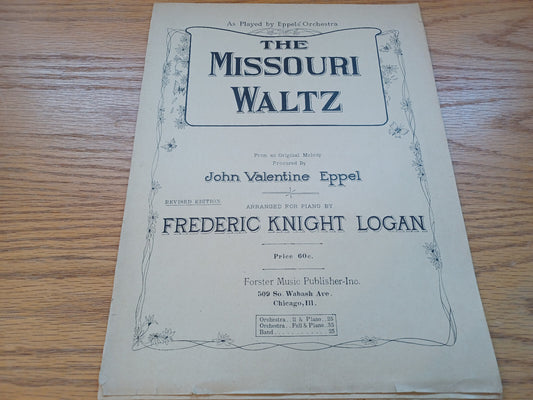 As Played by Eppels' Orchestra
THE
MISSOURI
WALTZ
From an Original Melody
Procured by
John Valentine Eppel
REVISED EDITION
ARRANGED FOR PIANO BY
FREDERIC KNIGHT LOGAN
Price 60c.
Forster Music Publisher-Inc.
509 So. Wabash Ave.
Chicago, Ill.
Orchestra .. 11 & Piano .. 25
Orchestra .. Full & Piano .. 35
Band .. 25